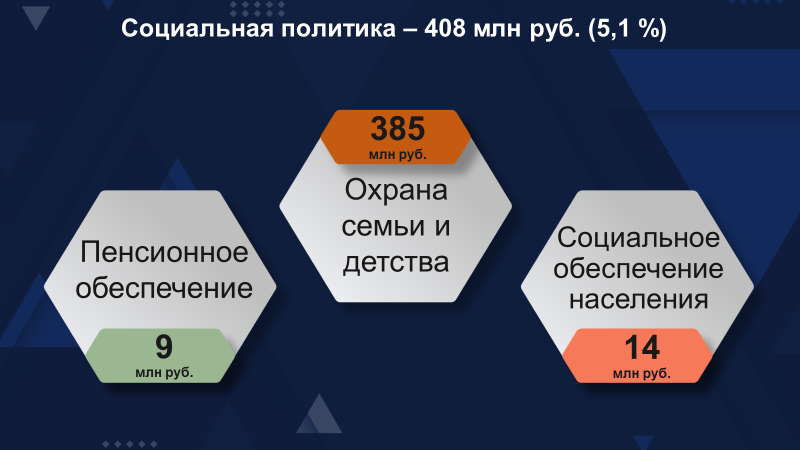 Социальная политика – 408 млн руб. (5,1 %)
385
млн руб.
Охрана
семьи и
детства
Пенсионное
обеспечение
9
млн руб.
Социальное
обеспечение
населения
14
млн руб.